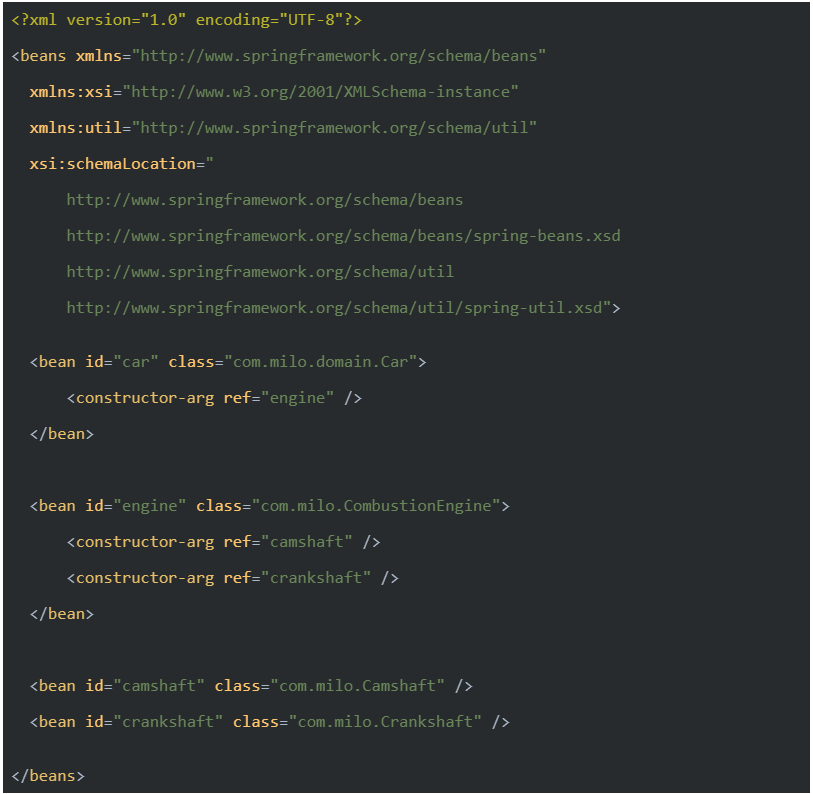 <?xml version="1.0" encoding="UTF-8"?>
<beans xmlns="http://www.springframework.org/schema/beans"
xmlns:xsi="http://www.w3.org/2001/XMLSchema-instance"
xmlns:util="http://www.springframework.org/schema/util"
xsi:schemaLocation="
http://www.springframework.org/schema/beans
http://www.springframework.org/schema/beans/spring-beans.xsd
http://www.springframework.org/schema/util
http://www.springframework.org/schema/util/spring-util.xsd">
<bean id="car" class="com.milo.domain.Car">
<constructor-arg ref="engine" />
</bean>
<bean id="engine" class="com.milo.CombustionEngine">
<constructor-arg ref="camshaft" />
<constructor-arg ref="crankshaft" />
</bean>
<bean id="camshaft" class="com.milo.Camshaft" />
<bean id="crankshaft" class="com.milo.Crankshaft" />
</beans>